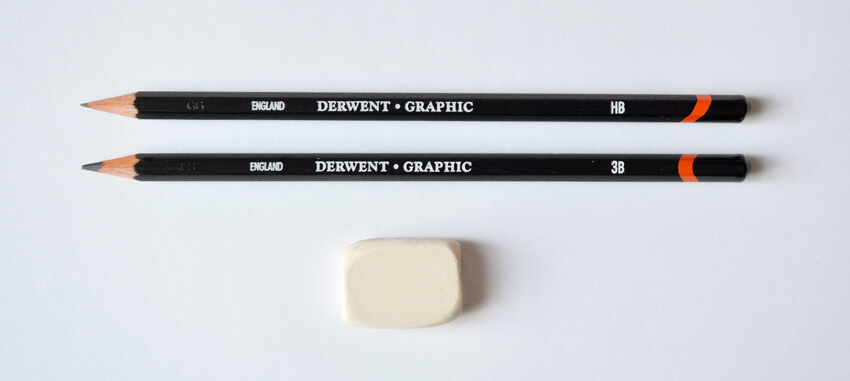 ENGLAND DERWENT • GRAPHIC HB
ENGLAND DERWENT • GRAPHIC 3B